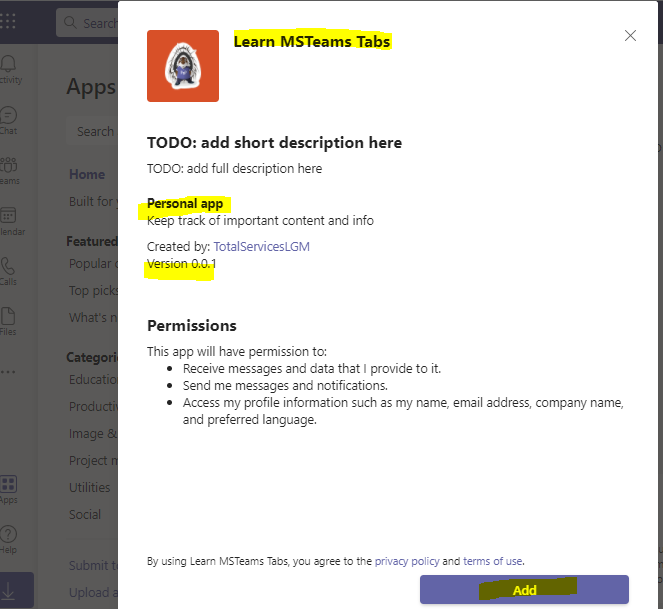 Search
Learn MSTeams Tabs
Activity
Chat
Teams
Calendar
Calls
Files
Apps
Help
Apps
Search
Home
Built for
Featured
Popular
Top picks
What's n
Categori
Educatio
Productiv
Image &
Project
Utilities
Social
Submit t
Upload a
TODO: add short description here
TODO: add full description here
Personal app
Keep track of important content and info
Created by: TotalServicesLGM
Version 0.0.1
Permissions
This app will have permission to:
Receive messages and data that I provide to it.
Send me messages and notifications.
Access my profile information such as my name, email address, company name,
and preferred language.
By using Learn MSTeams Tabs, you agree to the privacy policy and terms of use.
Add